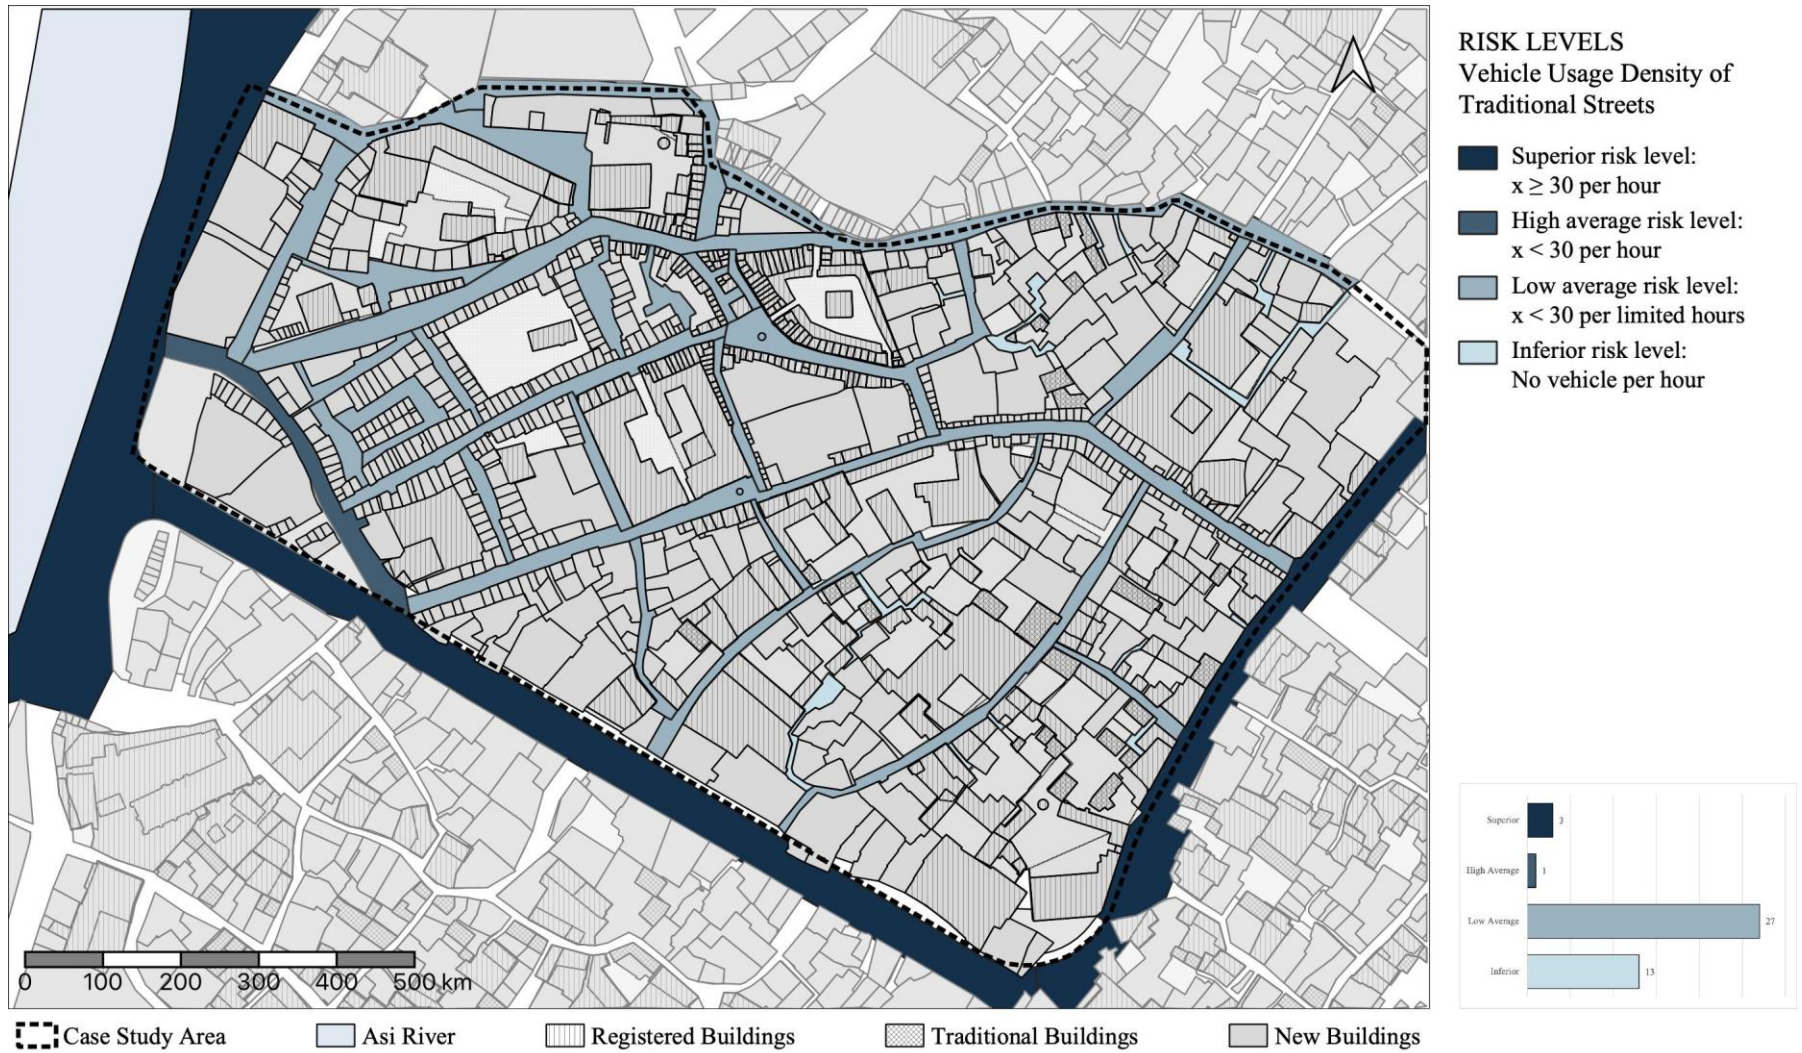 RISK LEVELS
Vehicle Usage Density of
Traditional Streets
Superior risk level:
x ≥ 30 per hour
High average risk level:
x < 30 per hour
Low average risk level:
x < 30 per limited hours
Inferior risk level:
No vehicle per hour
Superior 3
High Average 1
Low Average 27
Inferior 13
0 100 200 300 400 500 km
Case Study Area Asi River Registered Buildings Traditional Buildings New Buildings